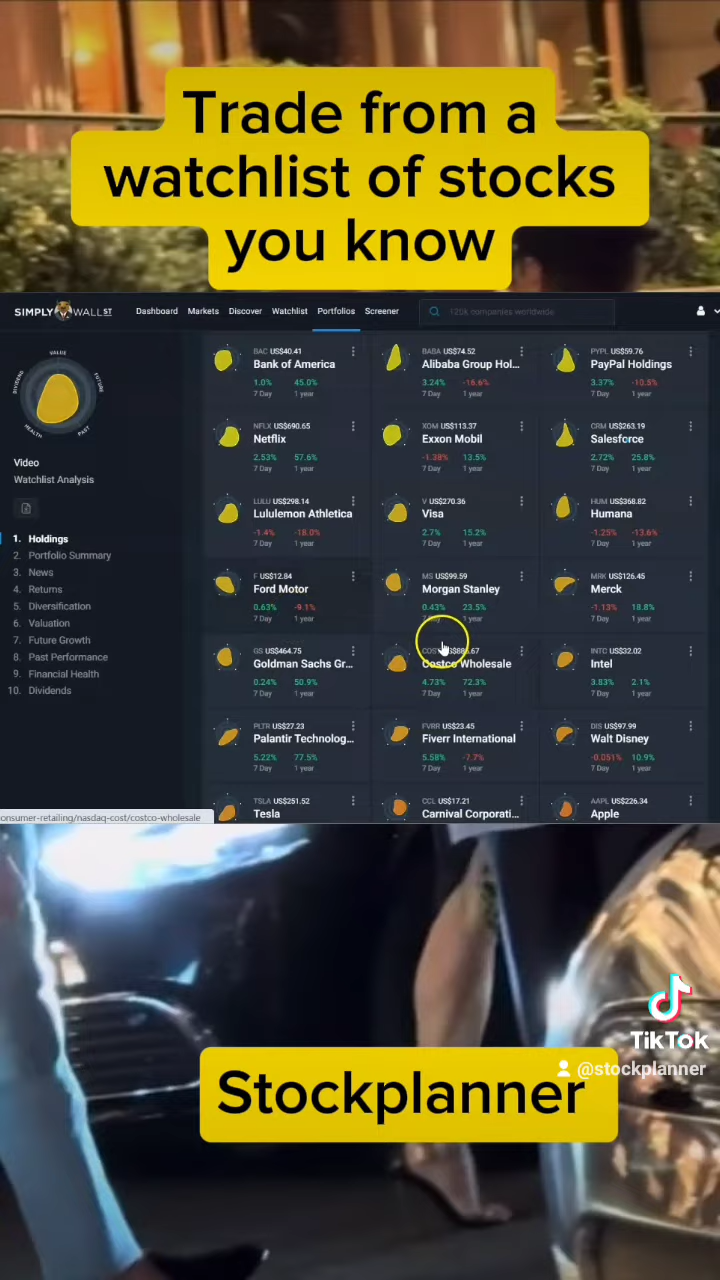 Trade from a
watchlist of stocks
you know
SIMPLY WALL ST
Dashboard Markets Discover Watchlist Portfolios Screener
120k companies worldwide
VALUE
FUTURE
PAST
HEALTH
DIVIDEND
Video
Watchlist Analysis
1. Holdings
2. Portfolio Summary
3. News
4. Returns
5. Diversification
6. Valuation
7. Future Growth
8. Past Performance
9. Financial Health
10. Dividends
BAC US$40.41
Bank of America
1.0% 45.0%
7 Day 1 year
BABA US$74.52
Alibaba Group Hol...
3.24% -16.6%
7 Day 1 year
PYPL US$59.76
PayPal Holdings
3.37% -10.5%
7 Day 1 year
NFLX US$690.65
Netflix
2.53% 57.6%
7 Day 1 year
XOM US$113.37
Exxon Mobil
-1.38% 13.5%
7 Day 1 year
CRM US$263.19
Salesforce
2.72% 25.8%
7 Day 1 year
LULU US$298.14
Lululemon Athletica
-1.4% -18.0%
7 Day 1 year
V US$270.36
Visa
2.7% 15.2%
7 Day 1 year
HUM US$368.82
Humana
-1.25% -13.6%
7 Day 1 year
F US$12.84
Ford Motor
0.63% -9.1%
7 Day 1 year
MS US$99.59
Morgan Stanley
0.43% 23.5%
7 Day 1 year
MRK US$126.45
Merck
-1.13% 18.8%
7 Day 1 year
GS US$464.75
Goldman Sachs Gr...
0.24% 50.9%
7 Day 1 year
Costco Wholesale
4.73% 72.3%
7 Day 1 year
INTC US$32.02
Intel
3.83% 2.1%
7 Day 1 year
PLTR US$27.23
Palantir Technolog...
5.22% 77.5%
7 Day 1 year
FVRR US$23.45
Fiverr International
5.58% -7.7%
7 Day 1 year
DIS US$97.99
Walt Disney
-0.051% 10.9%
7 Day 1 year
TSLA US$251.52
Tesla
CCL US$17.21
Carnival Corporati...
AAPL US$226.34
Apple
onsumer-retailing/nasdaq-cost/costco-wholesale
TikTok
@stockplanner
Stockplanner